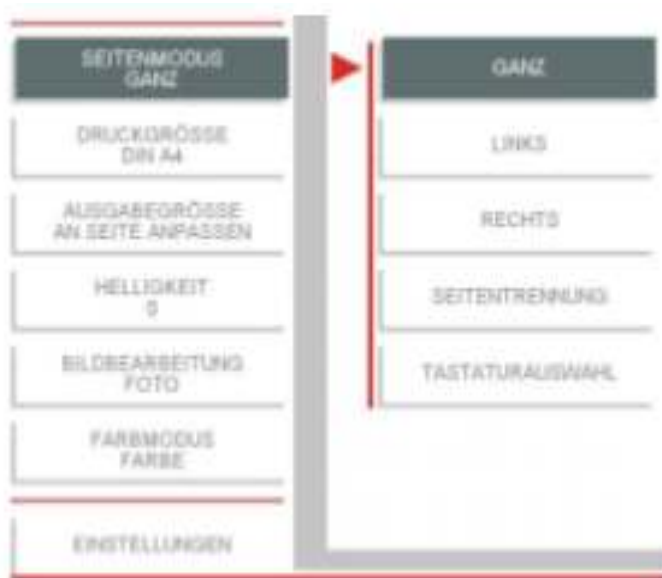 SEITENMODUS
GANZ
DRUCKGRÖSSE
DIN A4
AUSGABEGRÖSSE
AN SEITE ANPASSEN
HELLIGKEIT
0
BILDBEARBEITUNG
FOTO
FARBMODUS
FARBE
EINSTELLUNGEN
GANZ
LINKS
RECHTS
SEITENTRENNUNG
TASTATURAUSWAHL